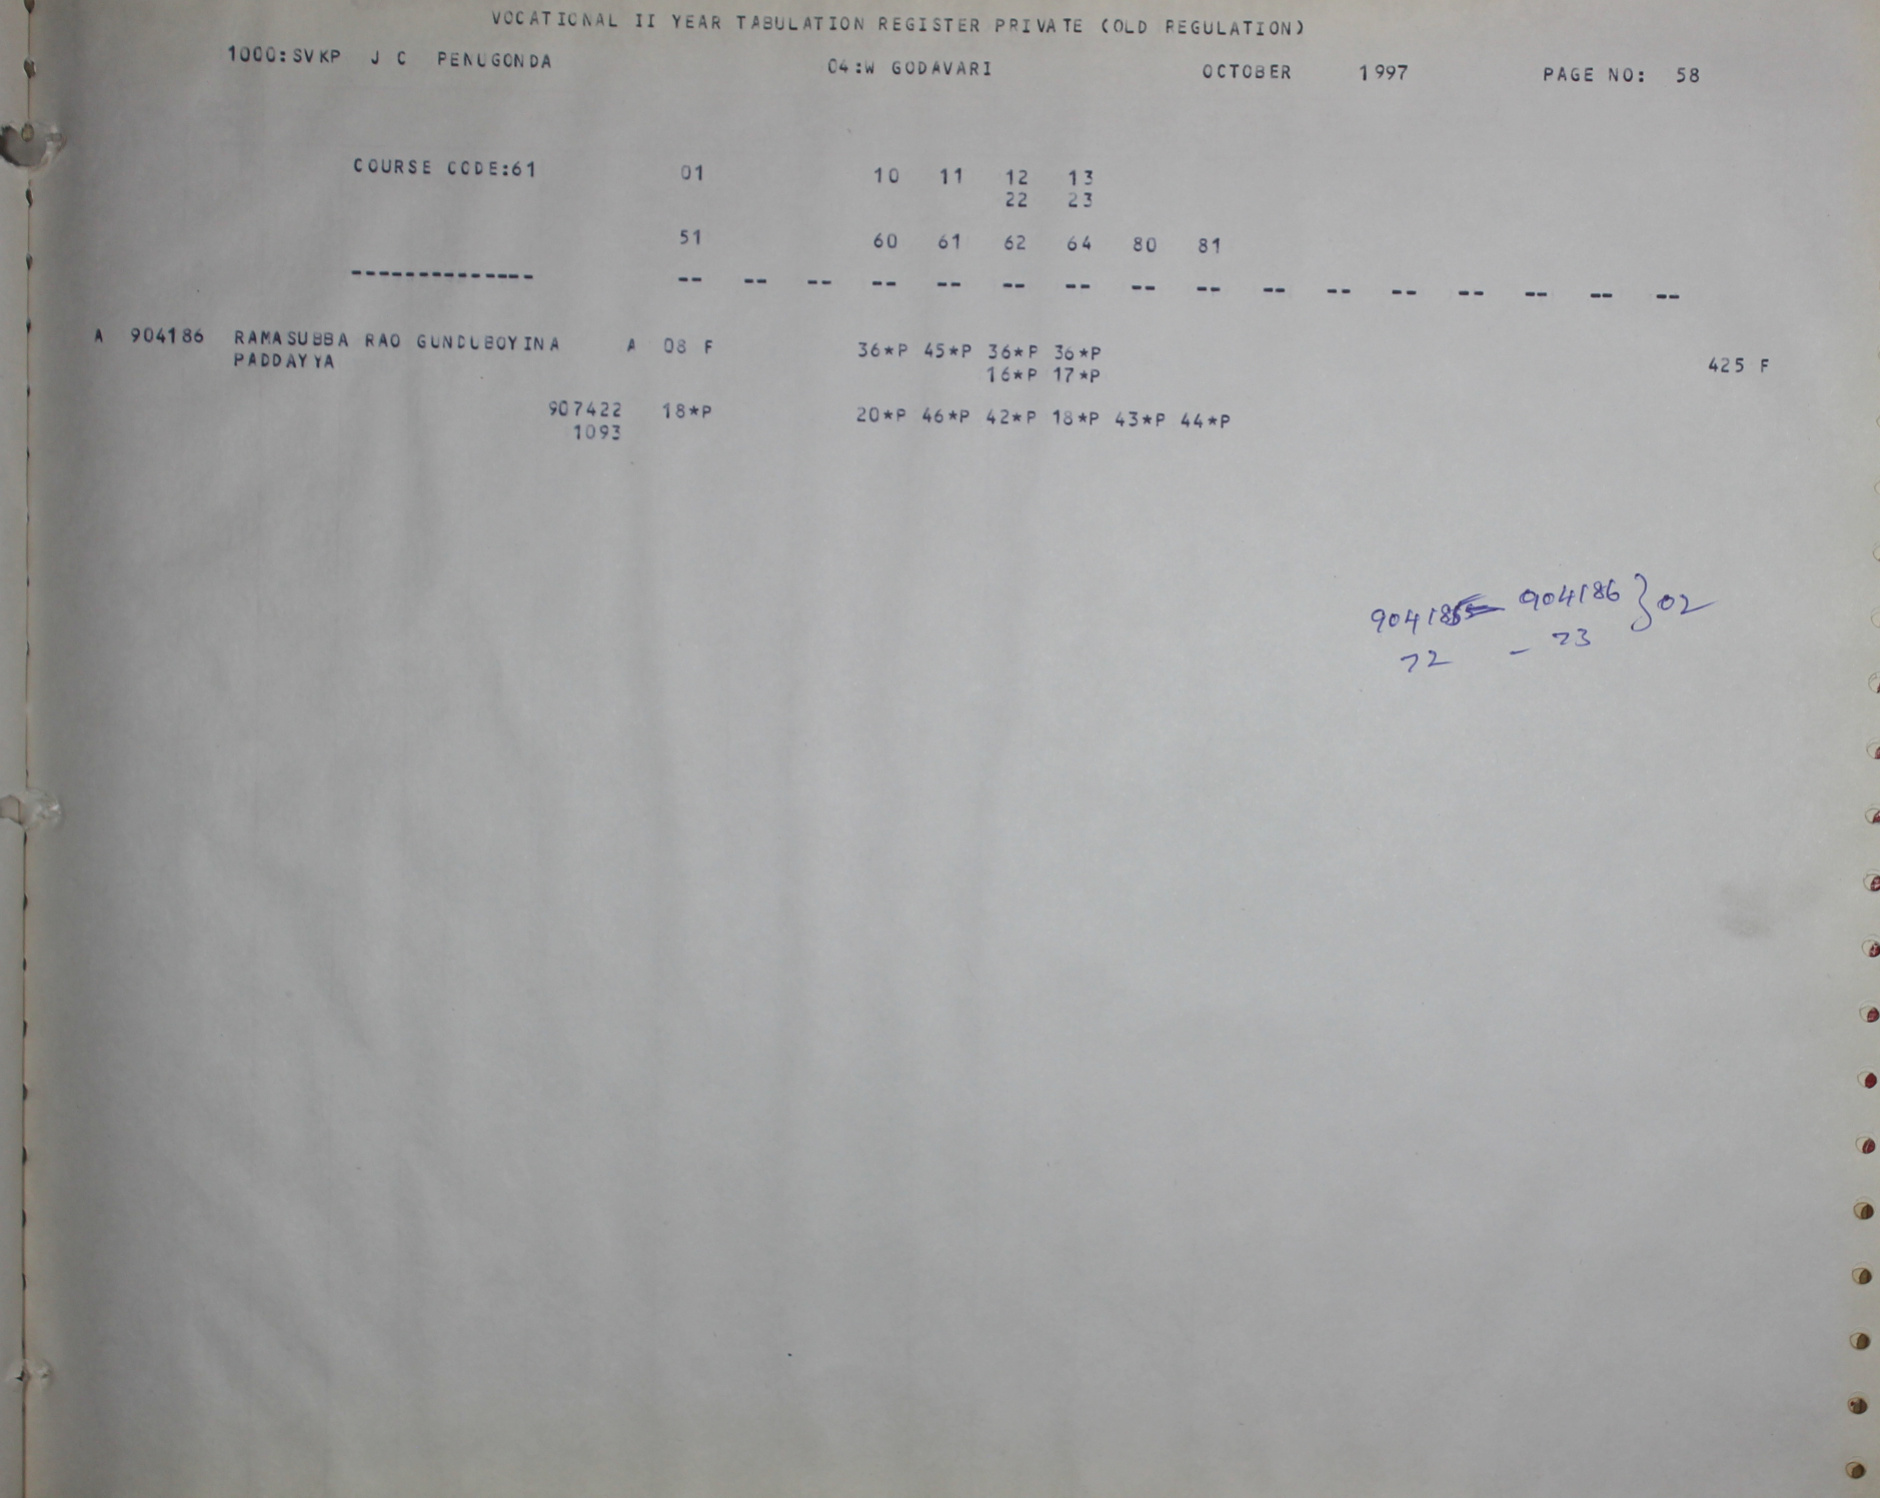 VOCATIONAL II YEAR TABULATION REGISTER PRIVATE (OLD REGULATION)
1000:SVKP J C PENUGONDA 04:W GODAVARI OCTOBER 1997 PAGE NO: 58
COURSE CODE:61 01 10 11 12 13
22 23
51 60 61 62 64 80 81
-------------- -- -- -- -- -- -- -- -- -- -- -- -- -- -- -- --
A 904186 RAMASUBBA RAO GUNDUBOYINA A 08 F 36*P 45*P 36*P 36*P
PADDAYYA 16*P 17*P 425 F
907422 18*P 20*P 46*P 42*P 18*P 43*P 44*P
1093
904186 } 02
72 - 73